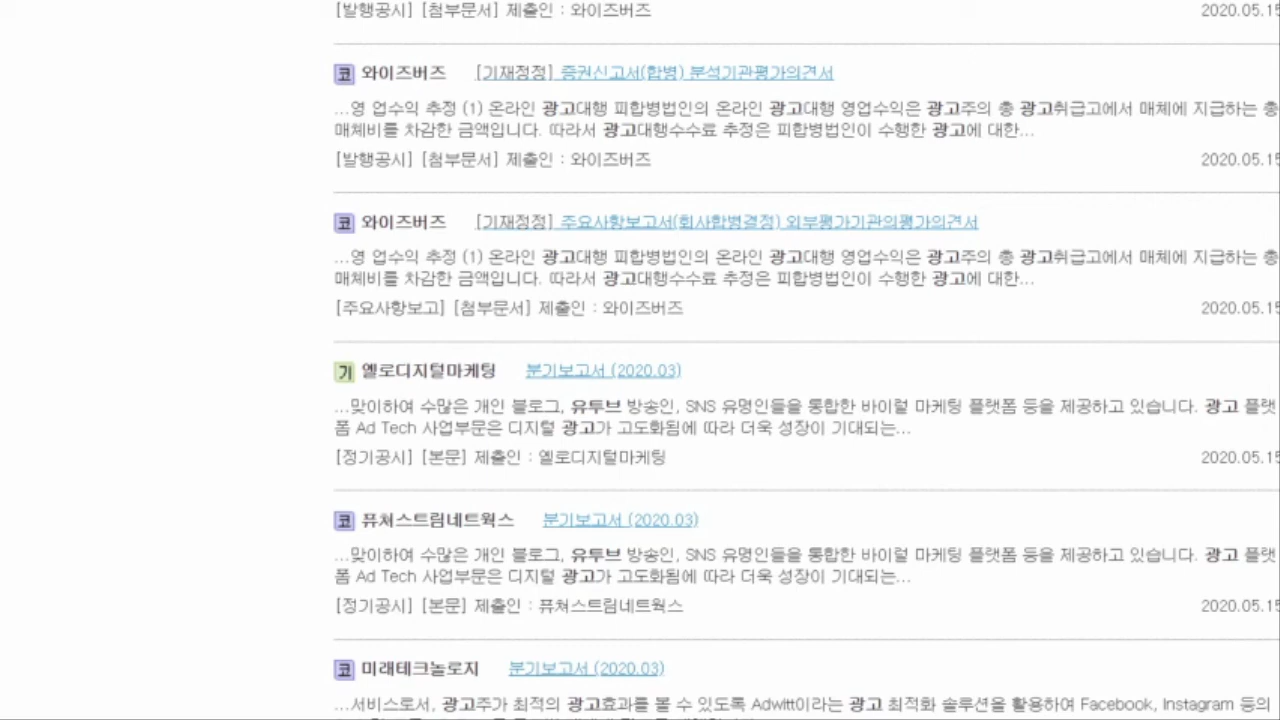 [발행공시] [첨부문서] 제출인 : 와이즈버즈 2020.05.15
코 와이즈버즈 [기재정정] 증권신고서(합병) 분석기관평가의견서
...영 업수익 추정 (1) 온라인 광고대행 피합병법인의 온라인 광고대행 영업수익은 광고주의 총 광고취급고에서 매체에 지급하는 총
매체비를 차감한 금액입니다. 따라서 광고대행수수료 추정은 피합병법인이 수행한 광고에 대한...
[발행공시] [첨부문서] 제출인 : 와이즈버즈 2020.05.15
코 와이즈버즈 [기재정정] 주요사항보고서(회사합병결정) 외부평가기관의평가의견서
...영 업수익 추정 (1) 온라인 광고대행 피합병법인의 온라인 광고대행 영업수익은 광고주의 총 광고취급고에서 매체에 지급하는 총
매체비를 차감한 금액입니다. 따라서 광고대행수수료 추정은 피합병법인이 수행한 광고에 대한...
[주요사항보고] [첨부문서] 제출인 : 와이즈버즈 2020.05.15
기 옐로디지털마케팅 분기보고서 (2020.03)
...맞이하여 수많은 개인 블로그, 유투브 방송인, SNS 유명인들을 통합한 바이럴 마케팅 플랫폼 등을 제공하고 있습니다. 광고 플랫
폼 Ad Tech 사업부문은 디지털 광고가 고도화됨에 따라 더욱 성장이 기대되는...
[정기공시] [본문] 제출인 : 옐로디지털마케팅 2020.05.15
코 퓨쳐스트림네트웍스 분기보고서 (2020.03)
...맞이하여 수많은 개인 블로그, 유투브 방송인, SNS 유명인들을 통합한 바이럴 마케팅 플랫폼 등을 제공하고 있습니다. 광고 플랫
폼 Ad Tech 사업부문은 디지털 광고가 고도화됨에 따라 더욱 성장이 기대되는...
[정기공시] [본문] 제출인 : 퓨쳐스트림네트웍스 2020.05.15
코 미래테크놀로지 분기보고서 (2020.03)
...서비스로서, 광고주가 최적의 광고효과를 볼 수 있도록 Adwitt이라는 광고 최적화 솔루션을 활용하여 Facebook, Instagram 등의